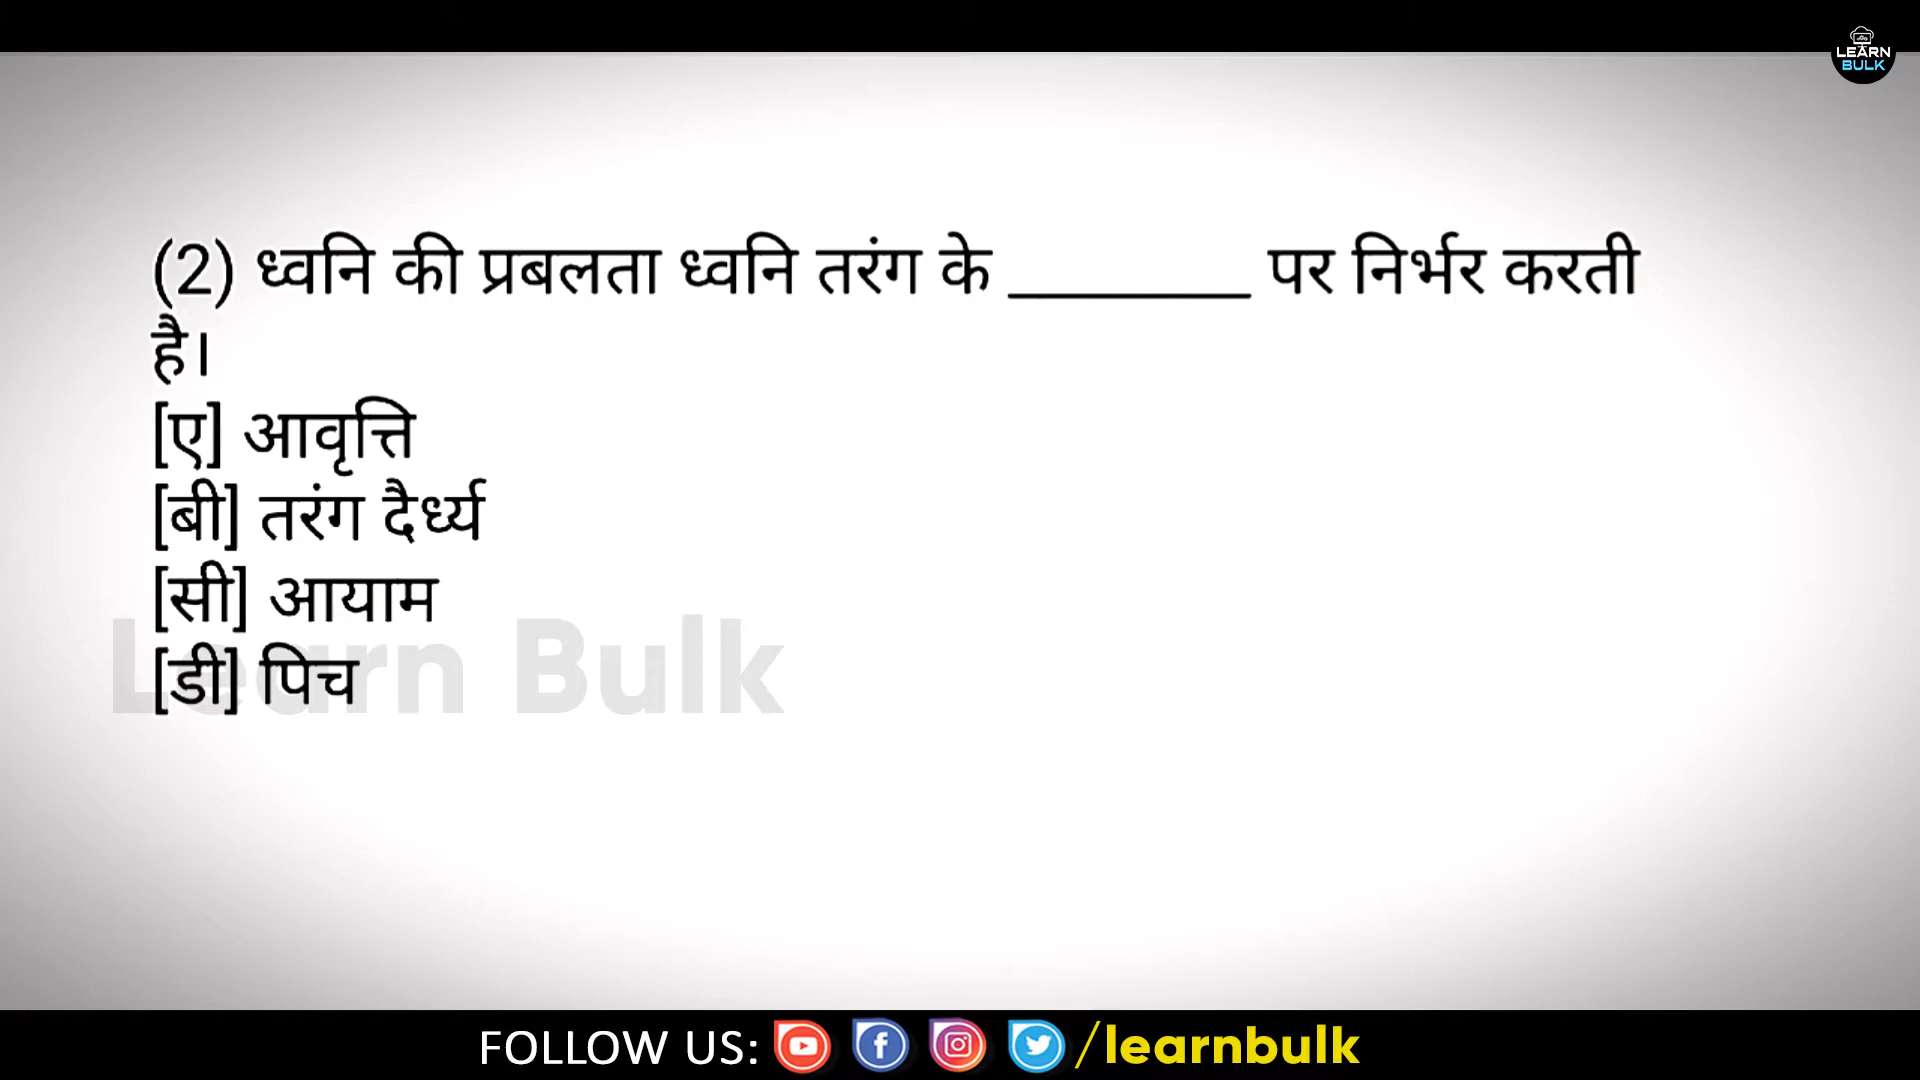 LEARN
BULK
(2) ध्वनि की प्रबलता ध्वनि तरंग के ________ पर निर्भर करती
है।
[ए] आवृत्ति
[बी] तरंग दैर्ध्य
[सी] आयाम
[डी] पिच
Learn Bulk
FOLLOW US: /learnbulk